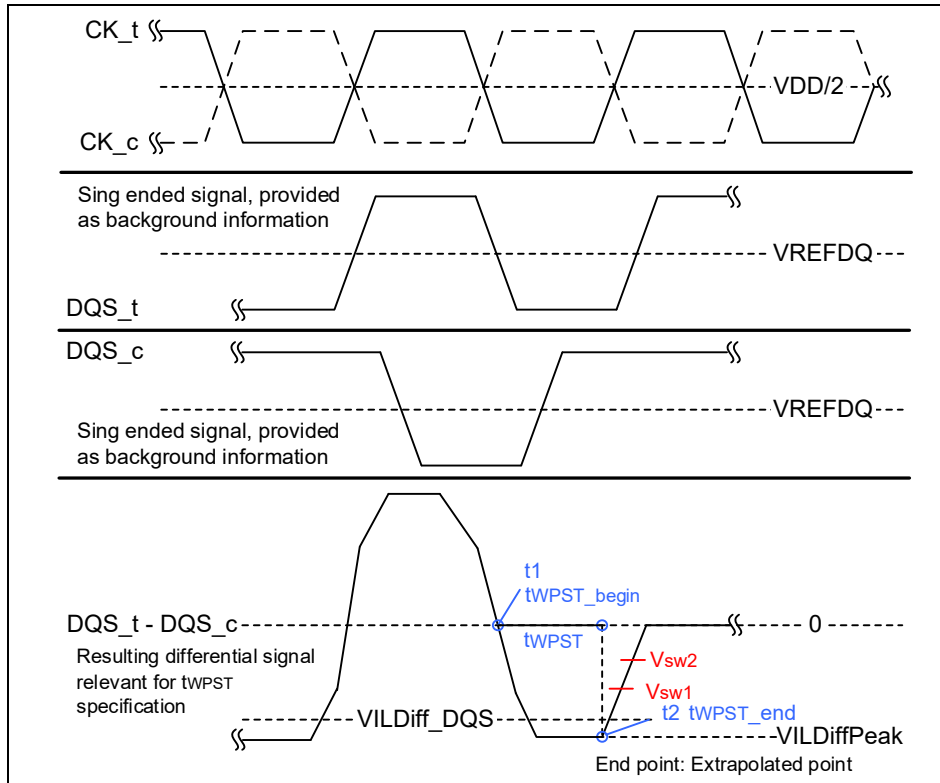 CK_t
VDD/2
CK_c
Sing ended signal, provided
as background information
VREFDQ
DQS_t
DQS_c
VREFDQ
Sing ended signal, provided
as background information
t1
tWPST_begin
DQS_t - DQS_c
0
tWPST
Resulting differential signal
relevant for tWPST
specification
Vsw2
Vsw1
VILDiff_DQS
t2 tWPST_end
VILDiffPeak
End point: Extrapolated point